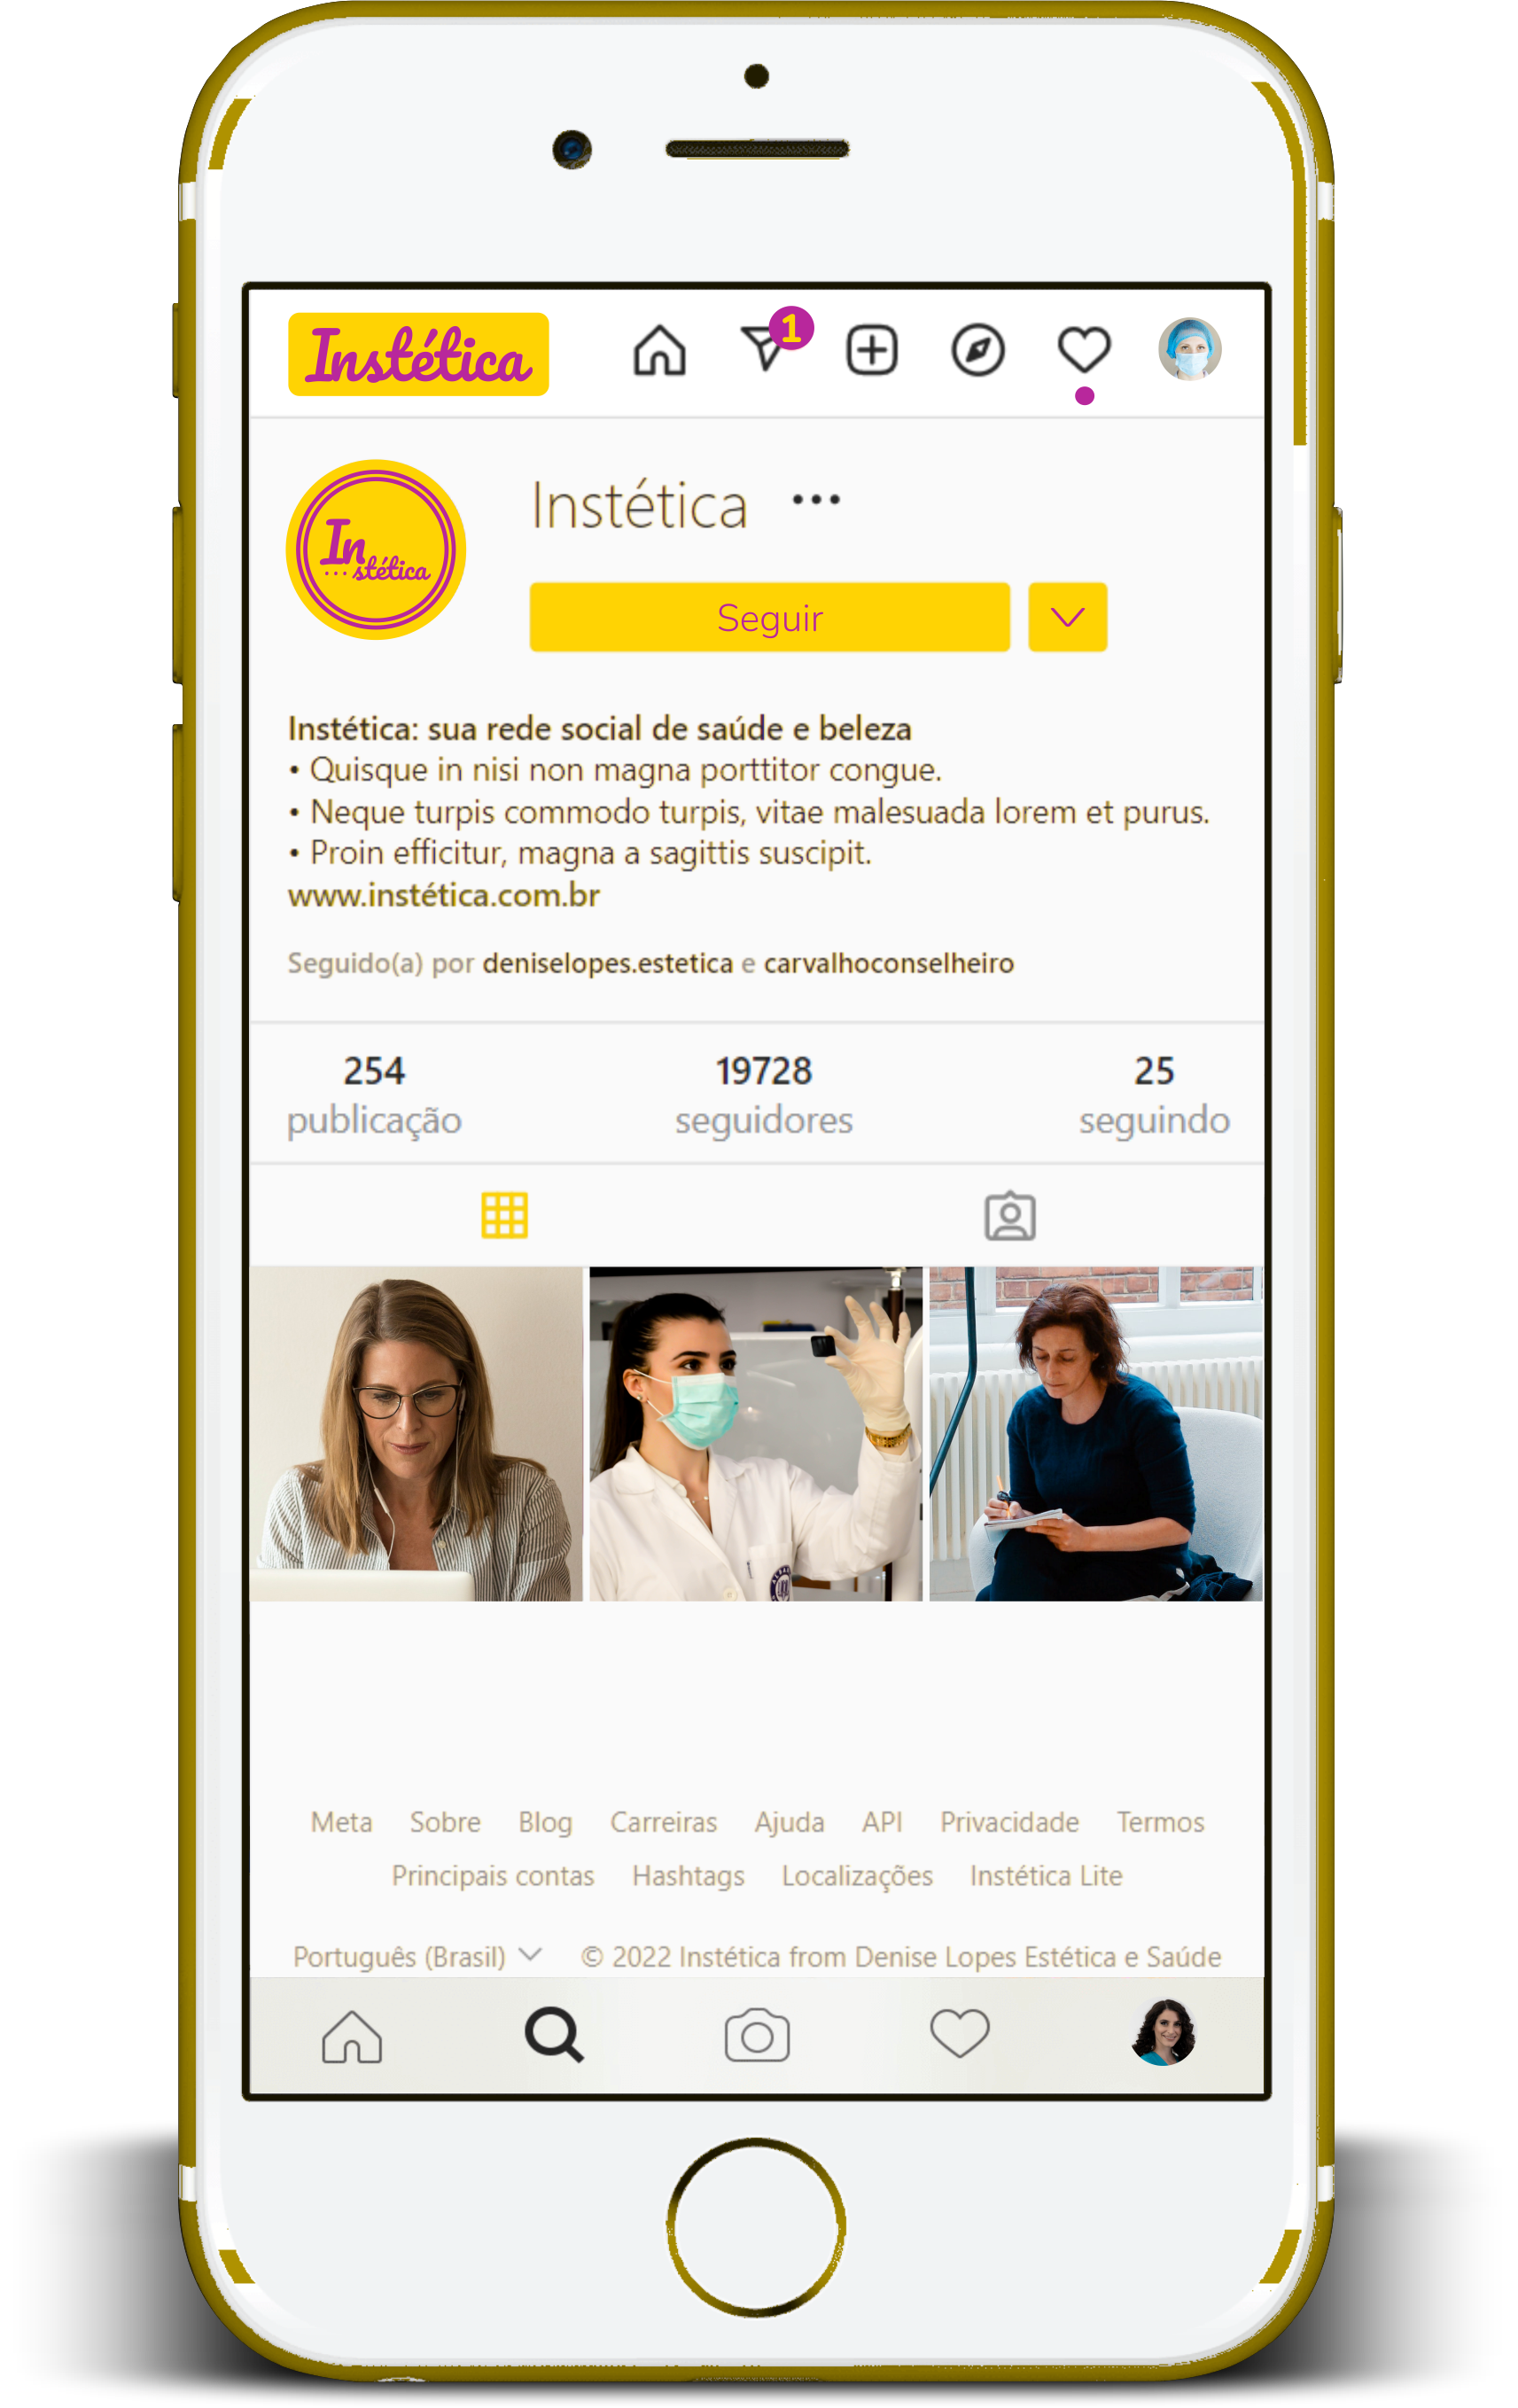 Instética
1
Instética
In
stética
Seguir
Instética: sua rede social de saúde e beleza
• Quisque in nisi non magna porttitor congue.
• Neque turpis commodo turpis, vitae malesuada lorem et purus.
• Proin efficitur, magna a sagittis suscipit.
www.instética.com.br
Seguido(a) por deniselopes.estetica e carvalhoconselheiro
254 19728 25
publicação seguidores seguindo
Meta Sobre Blog Carreiras Ajuda API Privacidade Termos
Principais contas Hashtags Localizações Instética Lite
Português (Brasil) © 2022 Instética from Denise Lopes Estética e Saúde